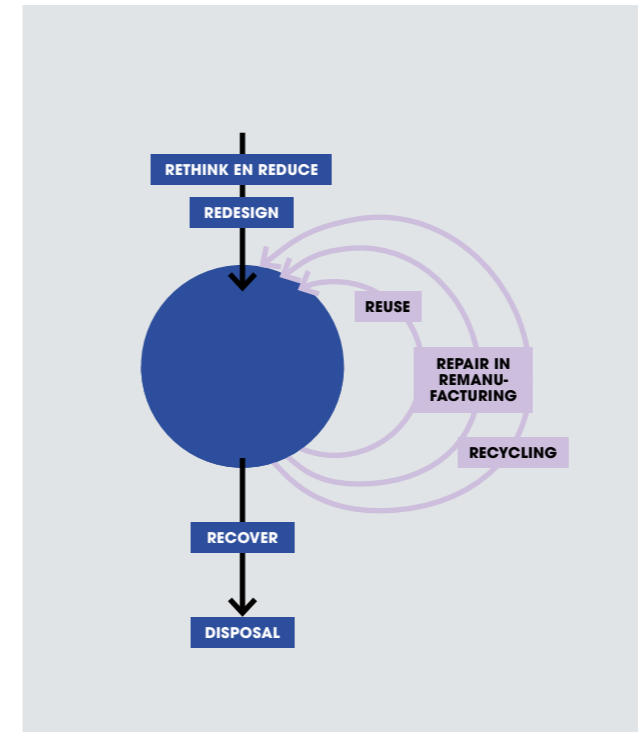 RETHINK EN REDUCE
REDESIGN
REUSE
REPAIR IN
REMANU-
FACTURING
RECYCLING
RECOVER
DISPOSAL